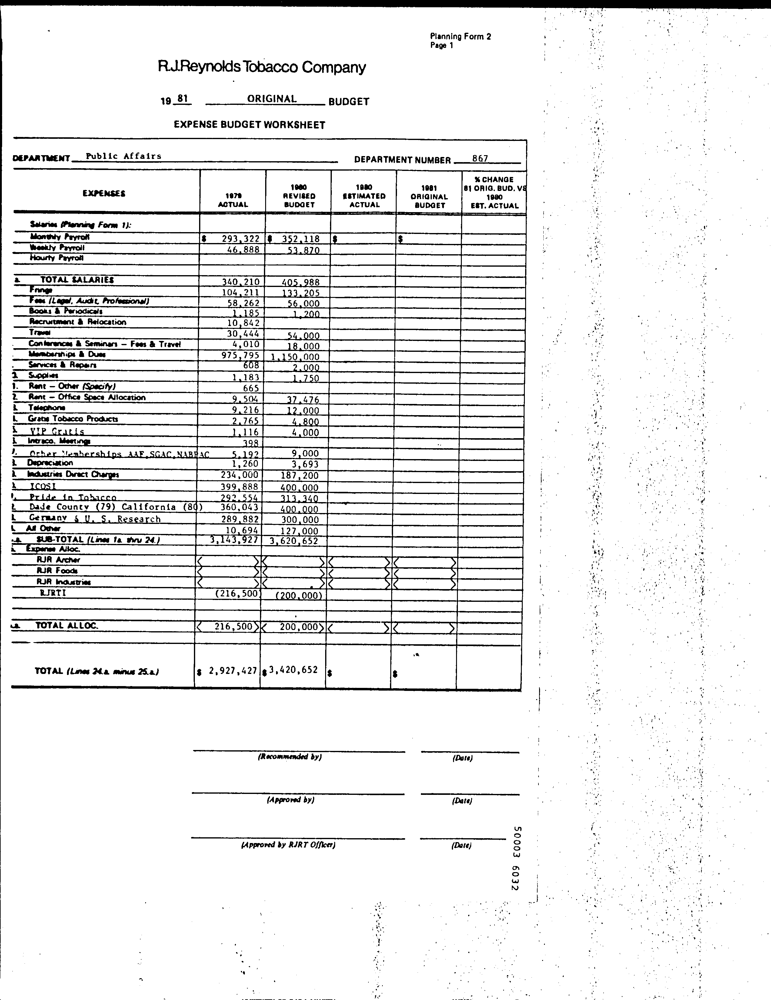 Planning Form 2
Page 1
R.J.Reynolds Tobacco Company
19 81 ORIGINAL BUDGET
EXPENSE BUDGET WORKSHEET
DEPARTMENT Public Affairs DEPARTMENT NUMBER 867
EXPENSES 1979 ACTUAL 1980 REVISED BUDGET 1980 ESTIMATED ACTUAL 1981 ORIGINAL BUDGET % CHANGE 81 ORIG. BUD. VS 1980 EST. ACTUAL
Salaries (Planning Form 1):
Monthly Payroll $ 293,322 $ 352,118 $ $
Weekly Payroll 46,888 53,870
Hourly Payroll
TOTAL SALARIES 340,210 405,988
Fringe 104,211 133,205
Fees (Legal, Audit, Professional) 58,262 56,000
Books & Periodicals 1,185 1,200
Recruitment & Relocation 10,842
Travel 30,444 54,000
Conferences & Seminars — Fees & Travel 4,010 18,000
Memberships & Dues 975,795 1,150,000
Services & Repairs 608 2,000
Supplies 1,183 1,750
1. Rent — Other (Specify) 665
2. Rent — Office Space Allocation 9,504 37,476
Telephone 9,216 12,000
Gratis Tobacco Products 2,765 4,800
VIP Gratis 1,116 4,000
Intraco. Meetings 398
Other Memberships AAF,SGAC,NABPAC 5,192 9,000
Depreciation 1,260 3,693
Industries Direct Charges 234,000 187,200
ICOSI 399,888 400,000
Pride in Tobacco 292,554 313,340
Dade County (79) California (80) 360,043 400,000
Germany & U. S. Research 289,882 300,000
All Other 10,694 127,000
SUB-TOTAL (Lines 1a. thru 24.) 3,143,927 3,620,652
Expense Alloc.
RJR Archer
RJR Foods
RJR Industries
RJRTI (216,500) (200,000)
TOTAL ALLOC. < 216,500 > < 200,000 > < > < >
TOTAL (Lines 24.a. minus 25.a.) $ 2,927,427 $ 3,420,652 $ $
(Recommended by) (Date)
(Approved by) (Date)
(Approved by RJRT Officer) (Date)
50003 6032